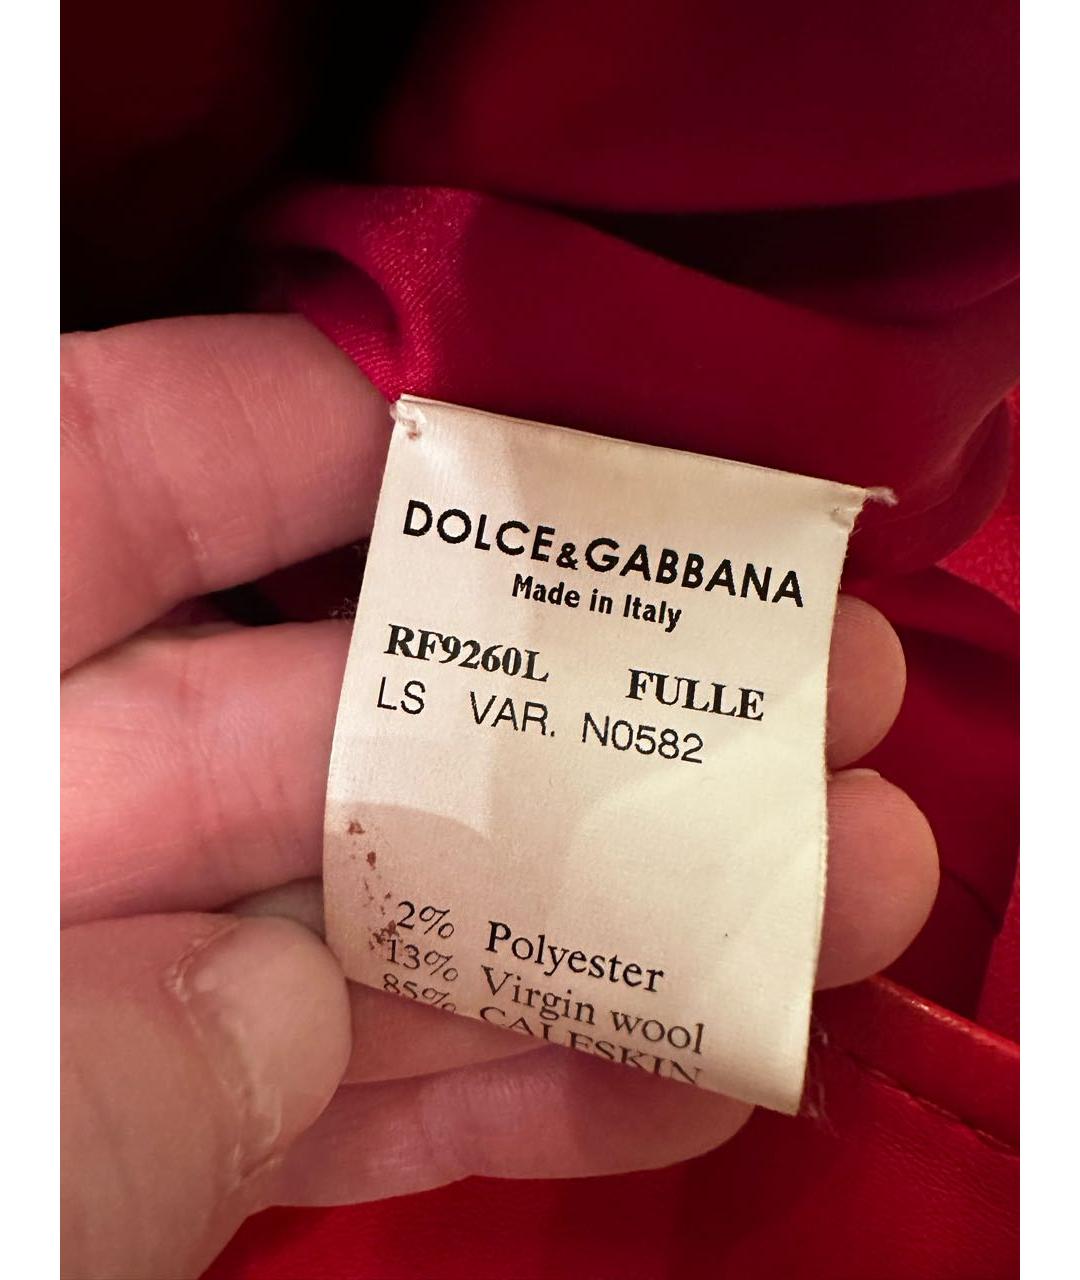 DOLCE&GABBANA
Made in Italy
RF9260L FULLE
LS VAR. N0582
2% Polyester
13% Virgin wool
85% CALFSKIN